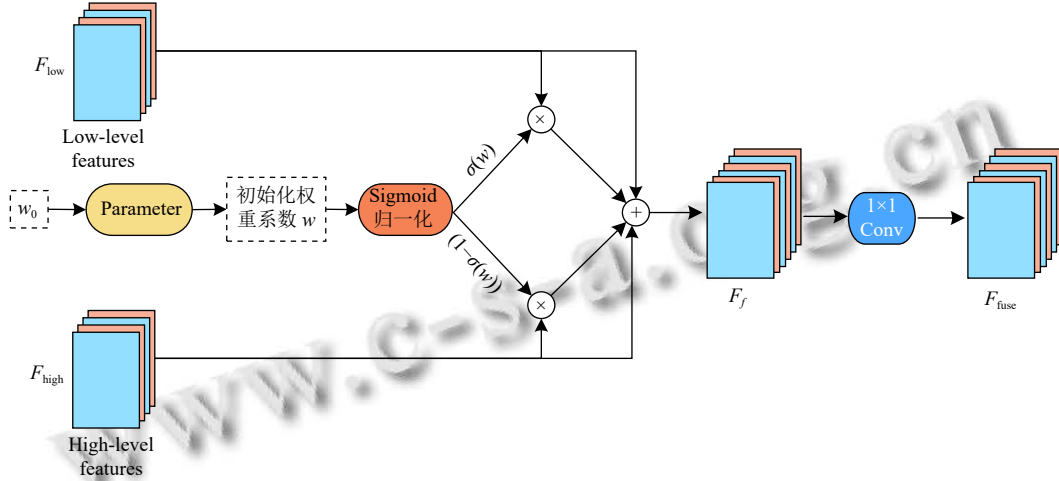 F_low
Low-level
features
w_0
Parameter
初始化权
重系数 w
Sigmoid
归一化
σ(w)
(1−σ(w))
×
×
+
F_f
1×1
Conv
F_fuse
F_high
High-level
features
www.c-s-a.org.cn